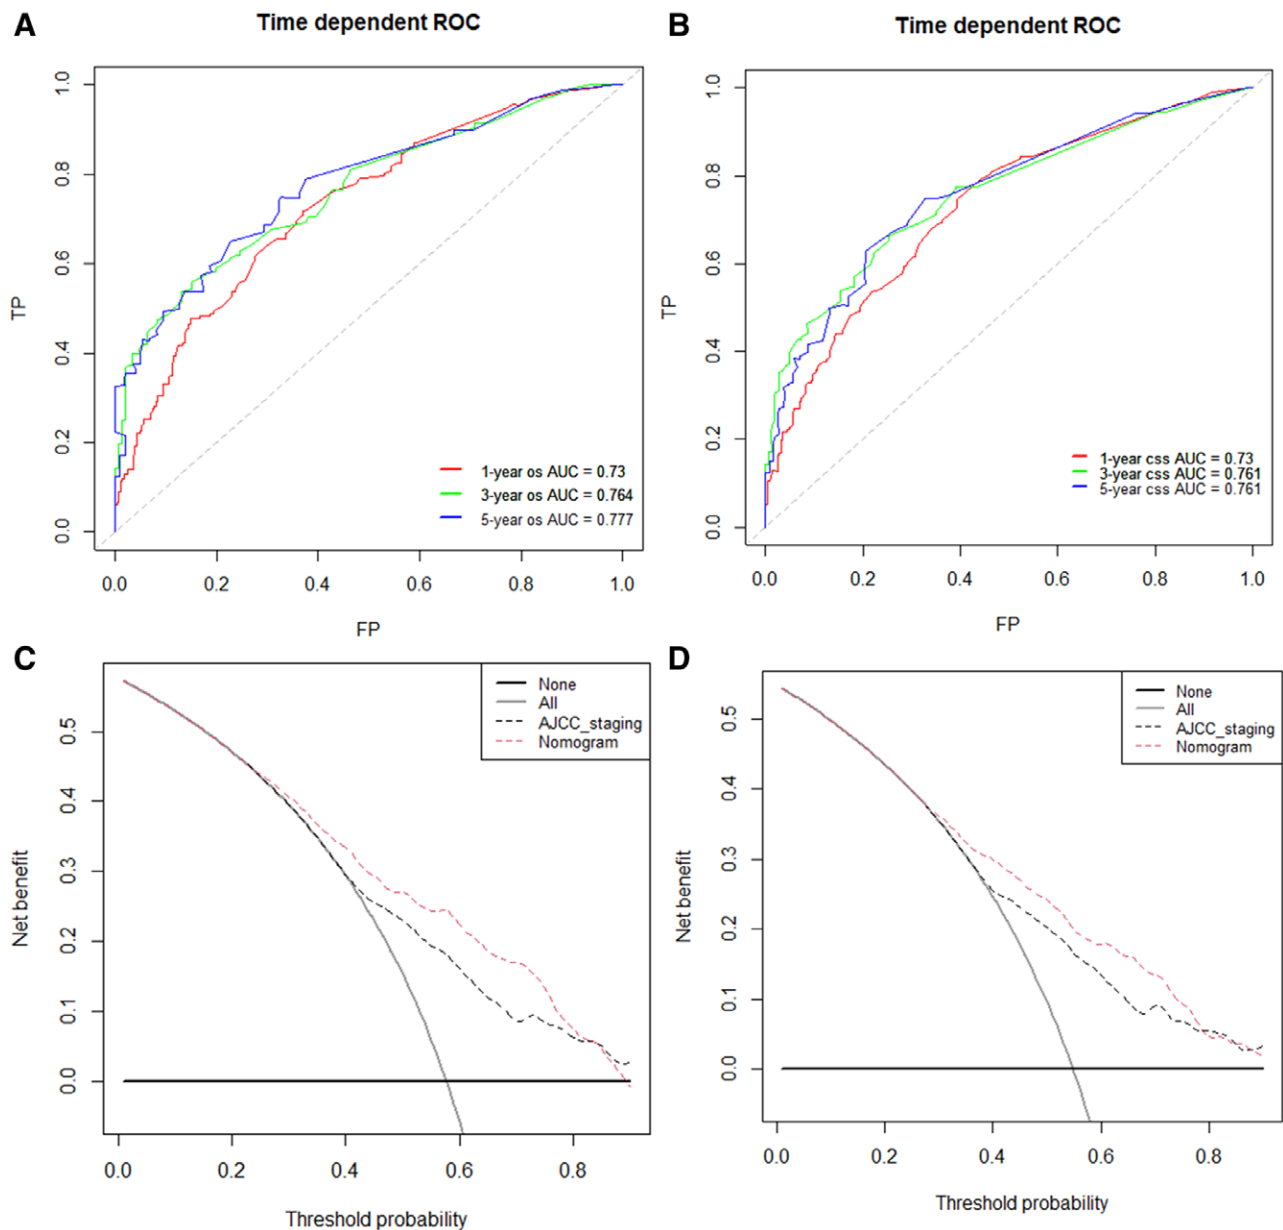 A
Time dependent ROC
1.0
0.8
0.6
0.4
0.2
0.0
TP
1-year os AUC = 0.73
3-year os AUC = 0.764
5-year os AUC = 0.777
0.0 0.2 0.4 0.6 0.8 1.0
FP
B
Time dependent ROC
1.0
0.8
0.6
0.4
0.2
0.0
TP
1-year css AUC = 0.73
3-year css AUC = 0.761
5-year css AUC = 0.761
0.0 0.2 0.4 0.6 0.8 1.0
FP
C
None
All
AJCC_staging
Nomogram
0.5
0.4
0.3
0.2
0.1
0.0
Net benefit
0.0 0.2 0.4 0.6 0.8
Threshold probability
D
None
All
AJCC_staging
Nomogram
0.5
0.4
0.3
0.2
0.1
0.0
Net benefit
0.0 0.2 0.4 0.6 0.8
Threshold probability